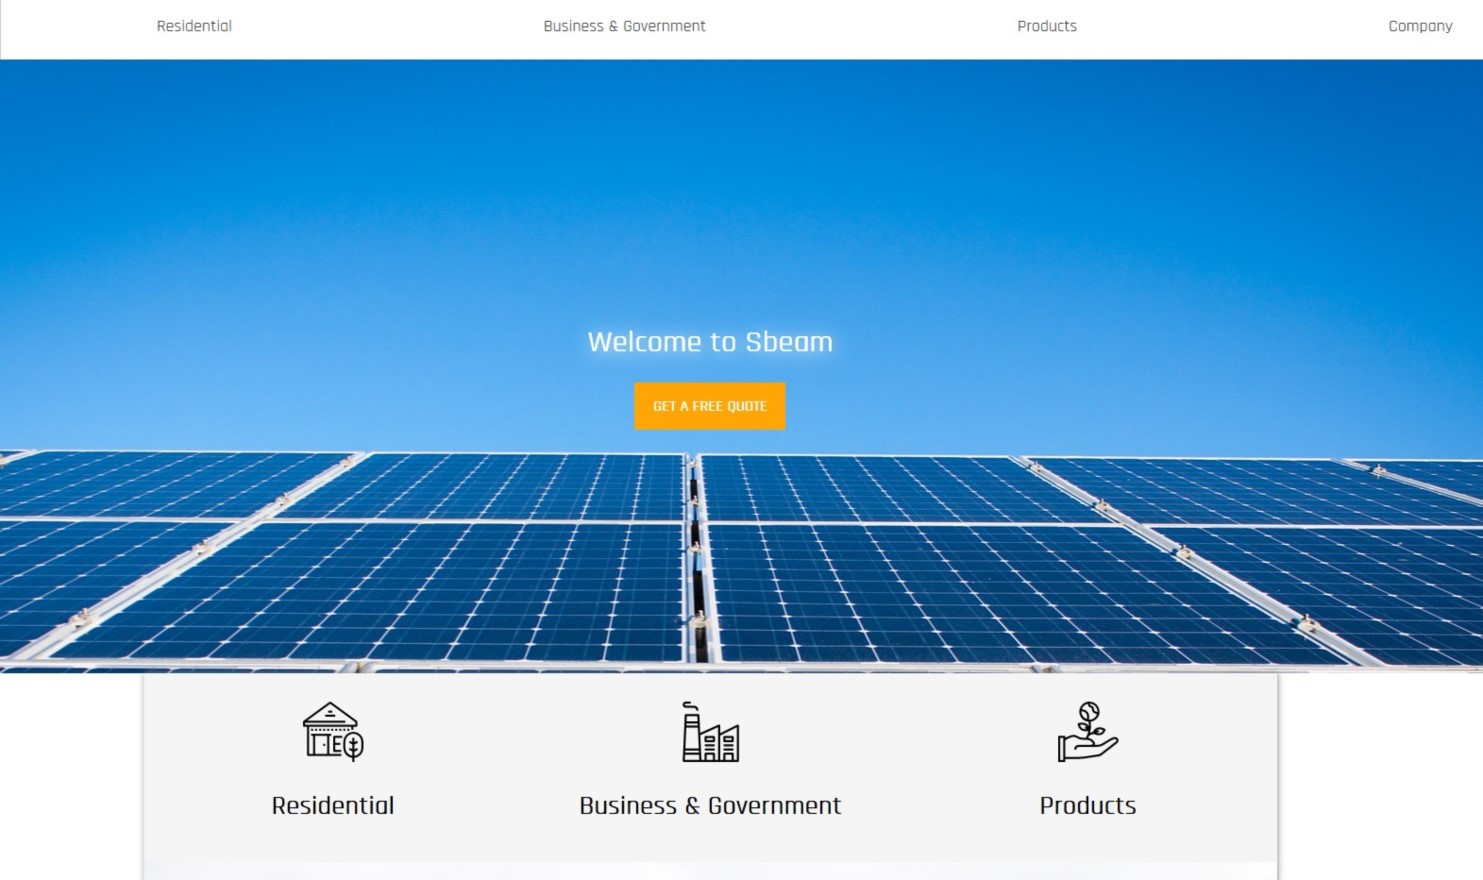 Residential Business & Government Products Company
Welcome to Sbeam
GET A FREE QUOTE
Residential Business & Government Products